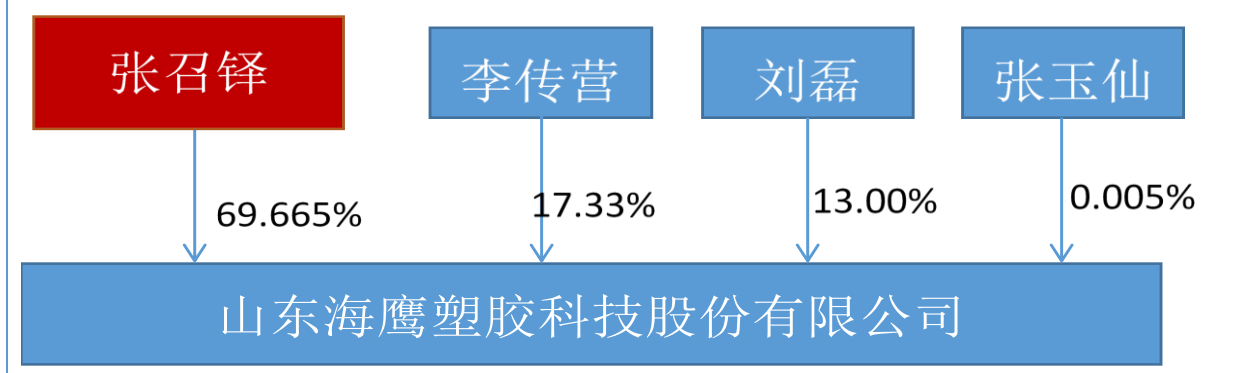 张召铎
李传营
刘磊
张玉仙
69.665%
17.33%
13.00%
0.005%
山东海鹰塑胶科技股份有限公司